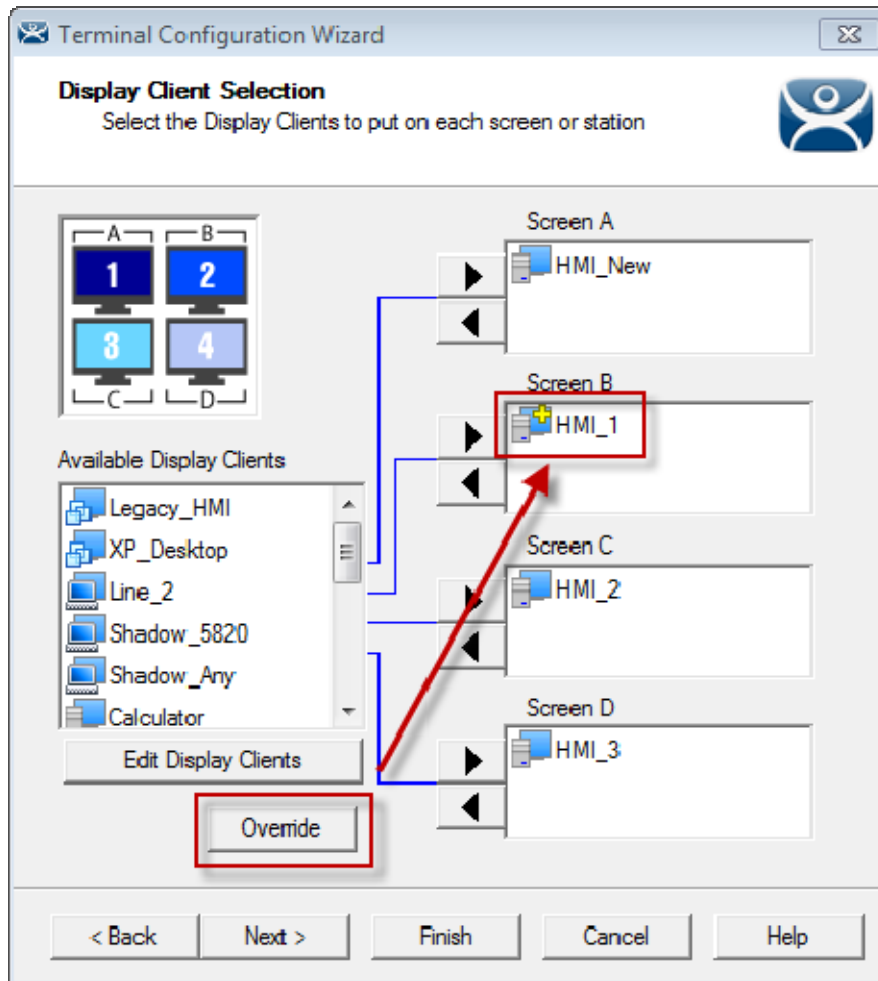 Terminal Configuration Wizard
Display Client Selection
Select the Display Clients to put on each screen or station
A B
1 2
3 4
C D
Available Display Clients
Legacy_HMI
XP_Desktop
Line_2
Shadow_5820
Shadow_Any
Calculator
Edit Display Clients
Override
Screen A
HMI_New
Screen B
HMI_1
Screen C
HMI_2
Screen D
HMI_3
< Back Next > Finish Cancel Help